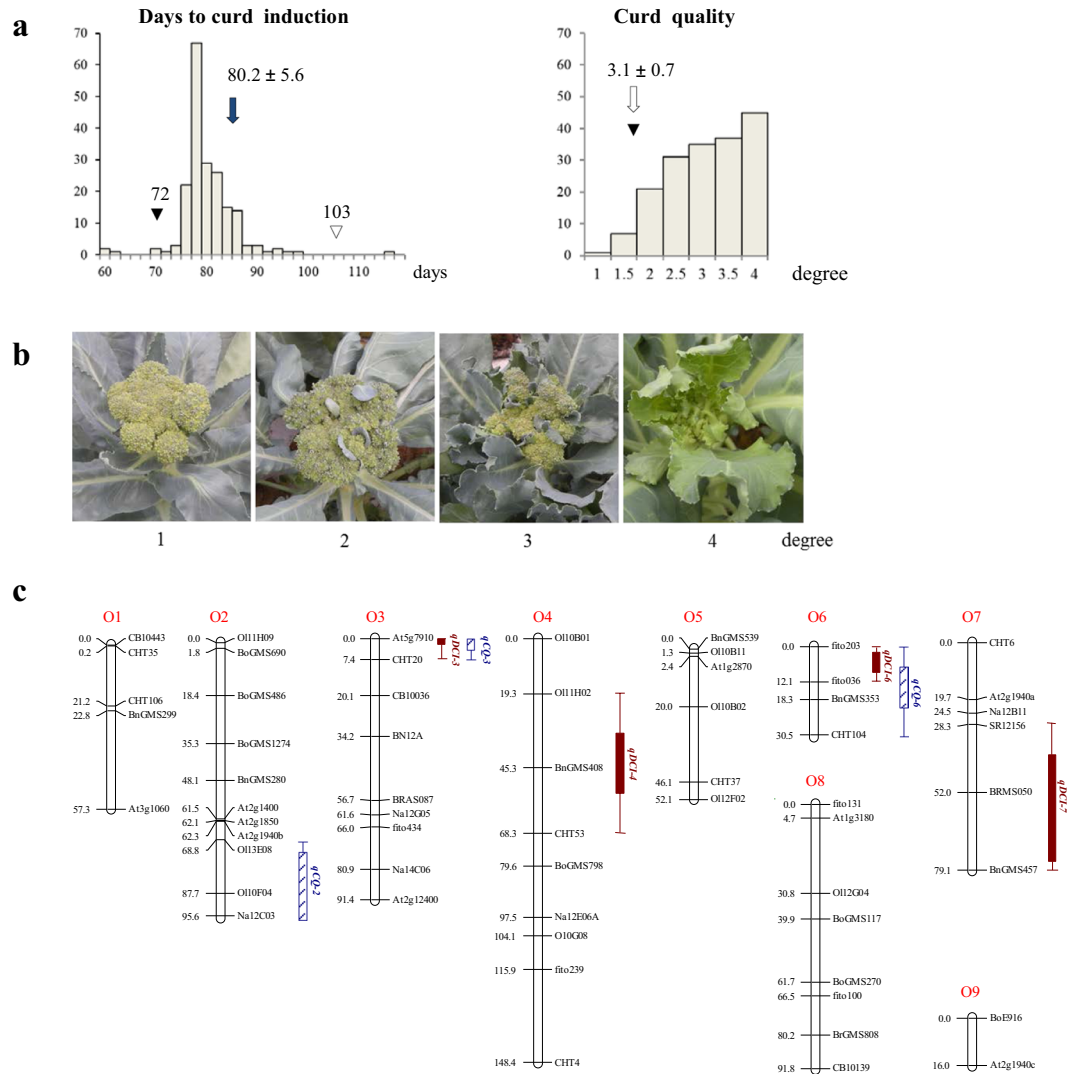 a
Days to curd induction
70
60
50
40
30
20
10
0
60 70 80 90 100 110 days
80.2 ± 5.6
72
103
Curd quality
70
60
50
40
30
20
10
0
1 1.5 2 2.5 3 3.5 4 degree
3.1 ± 0.7
b
1 2 3 4 degree
c
O1
0.0 CB10443
0.2 CHT35
21.2 CHT106
22.8 BnGMS299
57.3 At3g1060
O2
0.0 Ol11H09
1.8 BoGMS690
18.4 BoGMS486
35.3 BoGMS1274
48.1 BnGMS280
61.5 At2g1400
62.1 At2g1850
62.3 At2g1940b
68.8 Ol13E08
87.7 Ol10F04
95.6 Na12C03
qCQ-2
O3
0.0 At5g7910
7.4 CHT20
20.1 CB10036
34.2 BN12A
56.7 BRAS087
61.6 Na12G05
66.0 fito434
80.9 Na14C06
91.4 At2g12400
qDCI-3
qCQ-3
O4
0.0 Ol10B01
19.3 Ol11H02
45.3 BnGMS408
68.3 CHT53
79.6 BoGMS798
97.5 Na12E06A
104.1 O10G08
115.9 fito239
148.4 CHT4
qDCI-4
O5
0.0 BnGMS539
1.3 Ol10B11
2.4 At1g2870
20.0 Ol10B02
46.1 CHT37
52.1 Ol12F02
O6
0.0 fito203
12.1 fito036
18.3 BnGMS353
30.5 CHT104
qDCI-6
qCQ-6
O7
0.0 CHT6
19.7 At2g1940a
24.5 Na12B11
28.3 SR12156
52.0 BRMS050
79.1 BnGMS457
qDCI-7
O8
0.0 fito131
4.7 At1g3180
30.8 Ol12G04
39.9 BoGMS117
61.7 BoGMS270
66.5 fito100
80.2 BrGMS808
91.8 CB10139
O9
0.0 BoE916
16.0 At2g1940c